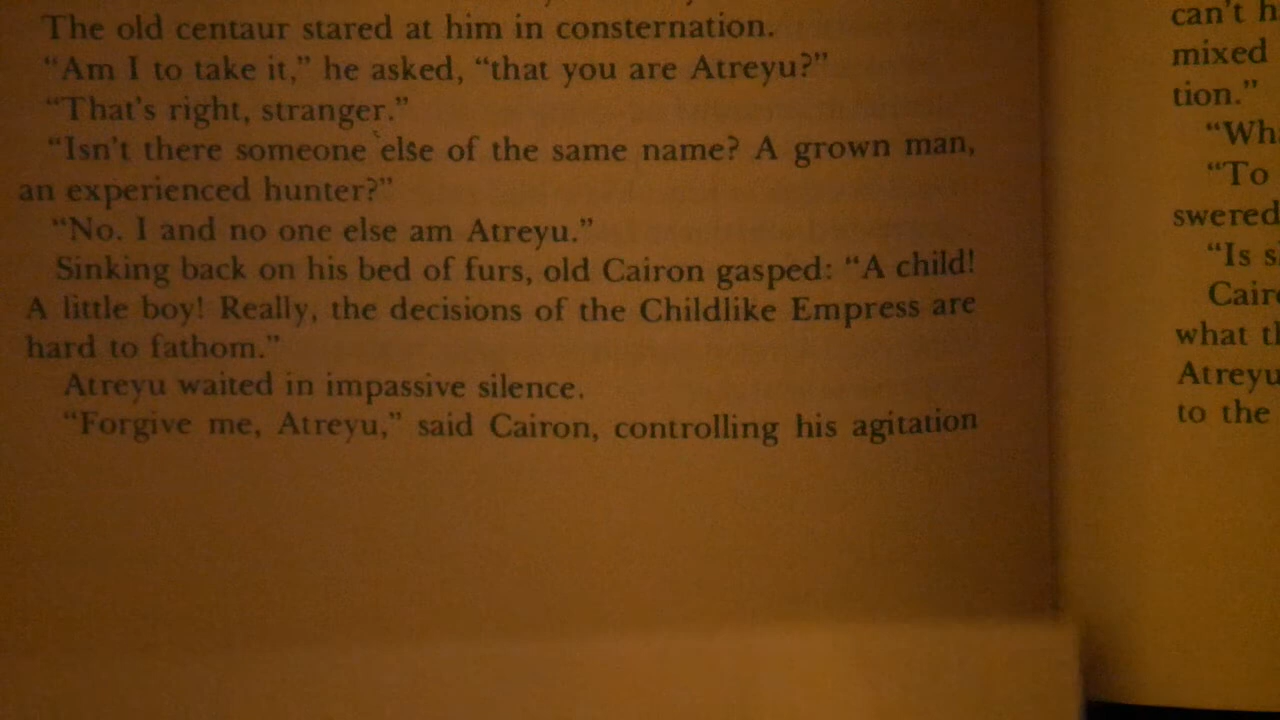 The old centaur stared at him in consternation.
“Am I to take it,” he asked, “that you are Atreyu?”
“That's right, stranger.”
“Isn't there someone else of the same name? A grown man,
an experienced hunter?”
“No. I and no one else am Atreyu.”
Sinking back on his bed of furs, old Cairon gasped: “A child!
A little boy! Really, the decisions of the Childlike Empress are
hard to fathom.”
Atreyu waited in impassive silence.
“Forgive me, Atreyu,” said Cairon, controlling his agitation
can't h
mixed
tion.”
“Wh
“To
swered
“Is s
Cair
what t
Atreyu
to the